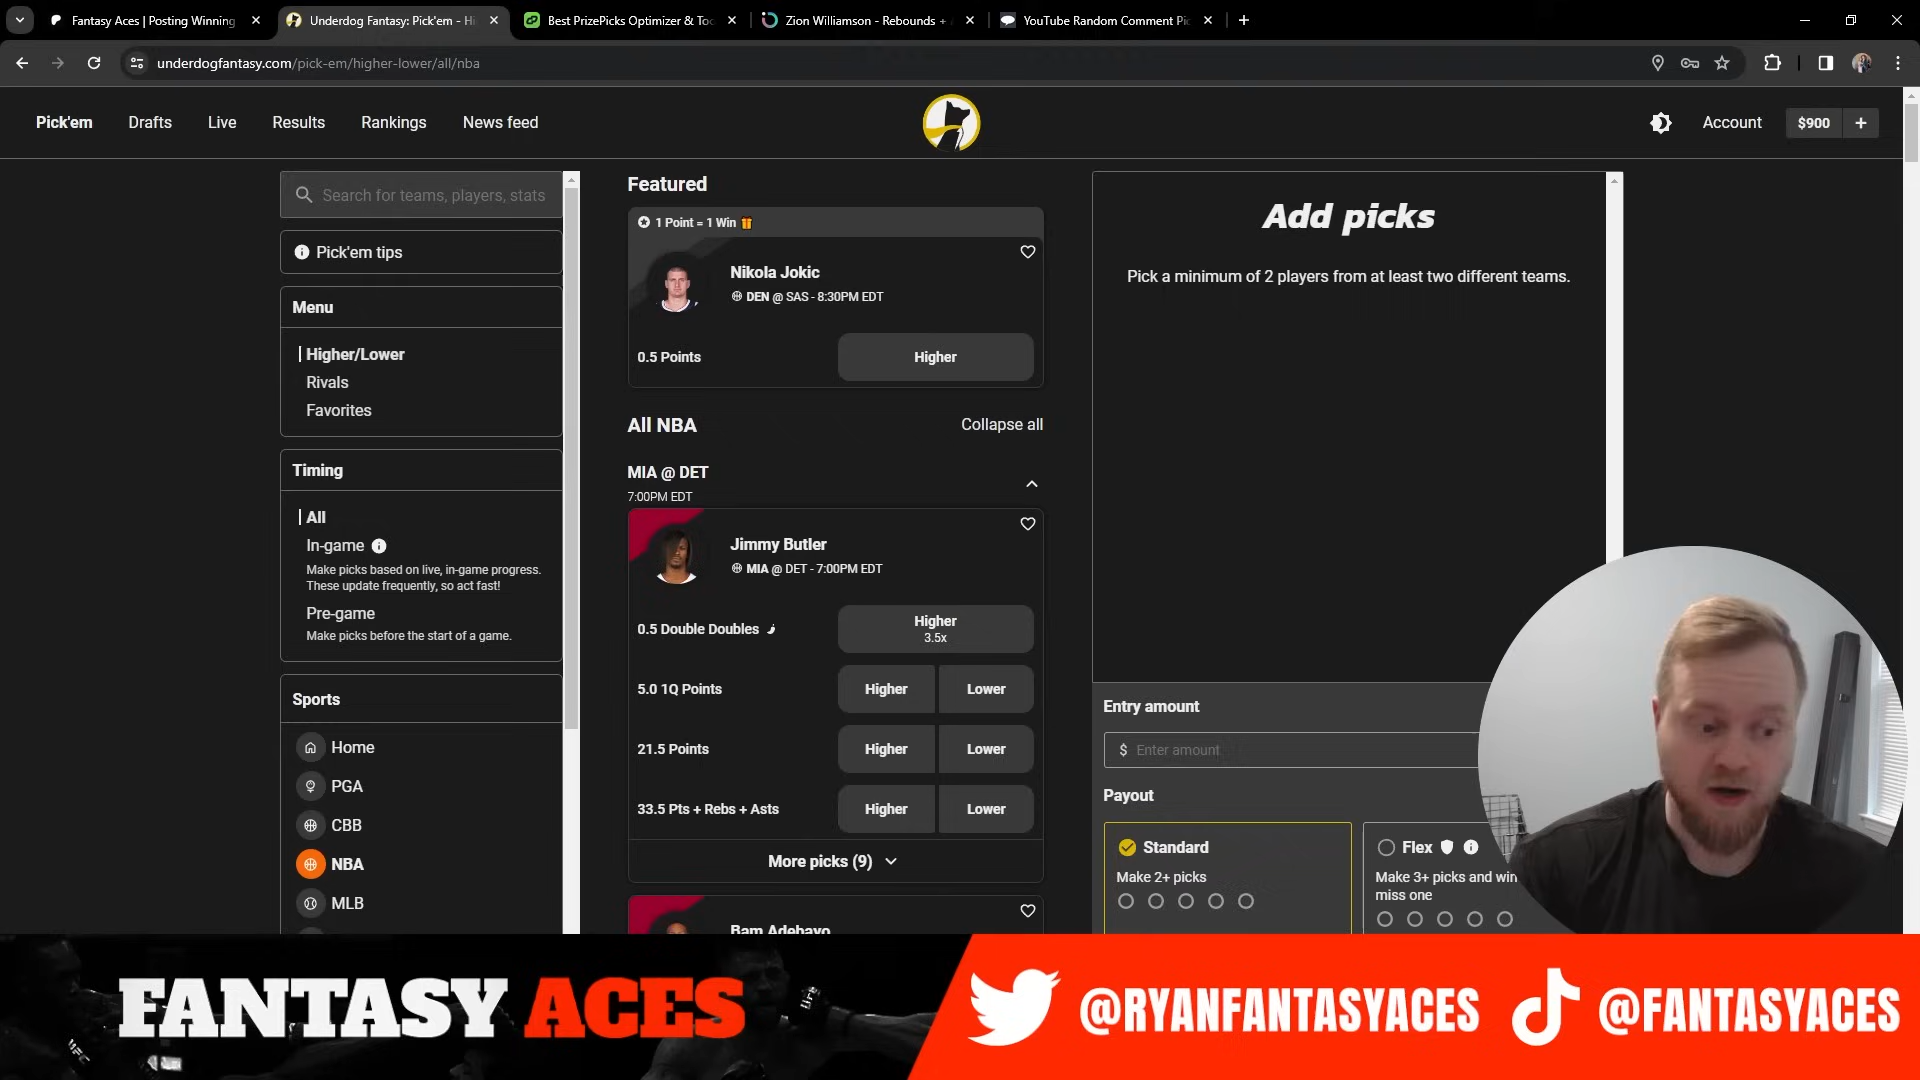 Fantasy Aces | Posting Winning
Underdog Fantasy: Pick'em - Hi
Best PrizePicks Optimizer & Too
Zion Williamson - Rebounds +
YouTube Random Comment Pic
underdogfantasy.com/pick-em/higher-lower/all/nba
Pick'em
Drafts
Live
Results
Rankings
News feed
Account
$900
+
Search for teams, players, stats
Pick'em tips
Menu
Higher/Lower
Rivals
Favorites
Timing
All
In-game
Make picks based on live, in-game progress.
These update frequently, so act fast!
Pre-game
Make picks before the start of a game.
Sports
Home
PGA
CBB
NBA
MLB
Featured
1 Point = 1 Win
Nikola Jokic
DEN @ SAS - 8:30PM EDT
0.5 Points
Higher
All NBA
Collapse all
MIA @ DET
7:00PM EDT
Jimmy Butler
MIA @ DET - 7:00PM EDT
0.5 Double Doubles
Higher
3.5x
5.0 1Q Points
Higher
Lower
21.5 Points
Higher
Lower
33.5 Pts + Rebs + Asts
Higher
Lower
More picks (9)
Bam Adebayo
Add picks
Pick a minimum of 2 players from at least two different teams.
Entry amount
$ Enter amount
Payout
Standard
Make 2+ picks
Flex
Make 3+ picks and win
miss one
FANTASY ACES
@RYANFANTASYACES
@FANTASYACES